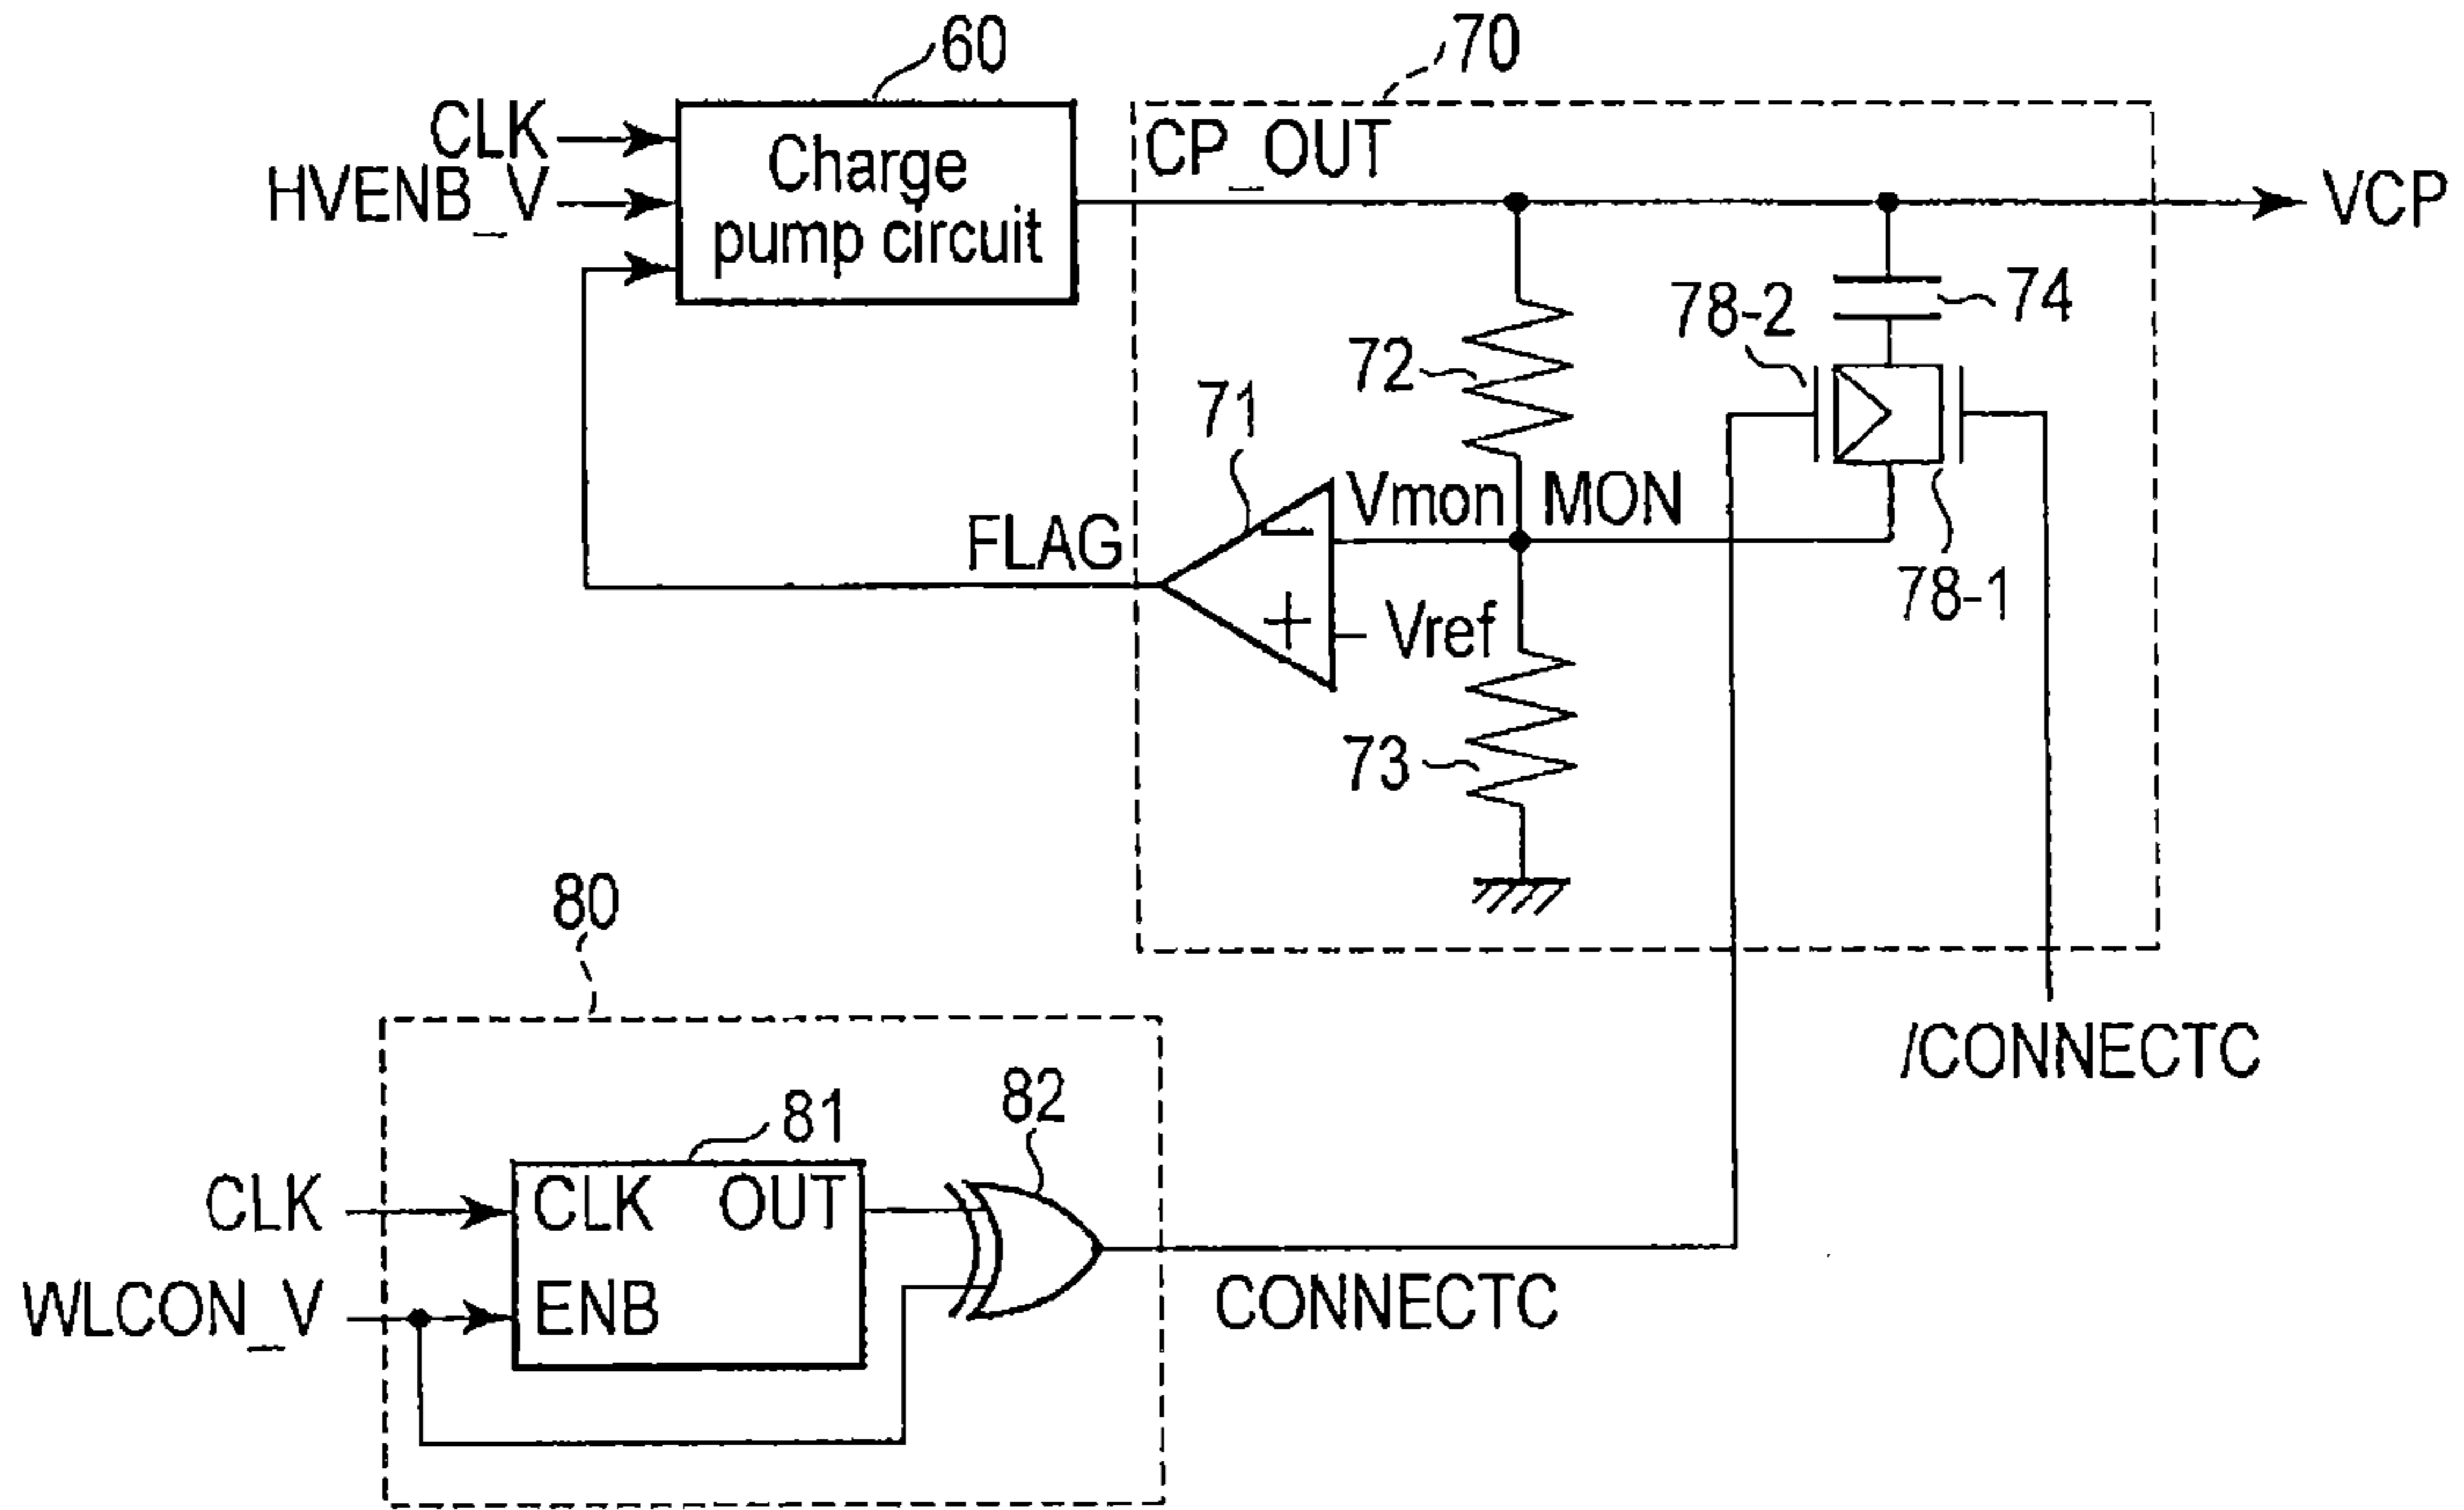 60
70
CLK
HVENB_V
Charge
pump circuit
CP_OUT
VCP
78-2
74
72
71
Vmon
MON
FLAG
78-1
Vref
73
80
/CONNECTC
81
82
CLK
CLK
OUT
WLCON_V
ENB
CONNECTC